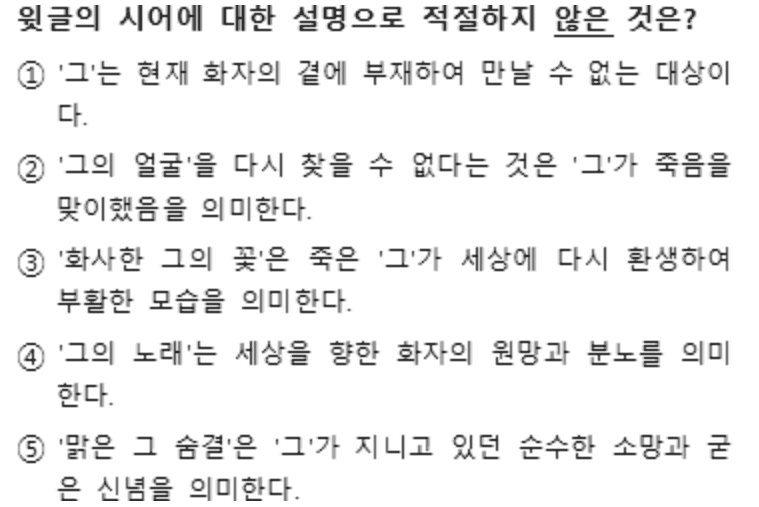 윗글의 시어에 대한 설명으로 적절하지 않은 것은?
① '그'는 현재 화자의 곁에 부재하여 만날 수 없는 대상이
다.
② '그의 얼굴'을 다시 찾을 수 없다는 것은 '그'가 죽음을
맞이했음을 의미한다.
③ '화사한 그의 꽃'은 죽은 '그'가 세상에 다시 환생하여
부활한 모습을 의미한다.
④ '그의 노래'는 세상을 향한 화자의 원망과 분노를 의미
한다.
⑤ '맑은 그 숨결'은 '그'가 지니고 있던 순수한 소망과 굳
은 신념을 의미한다.